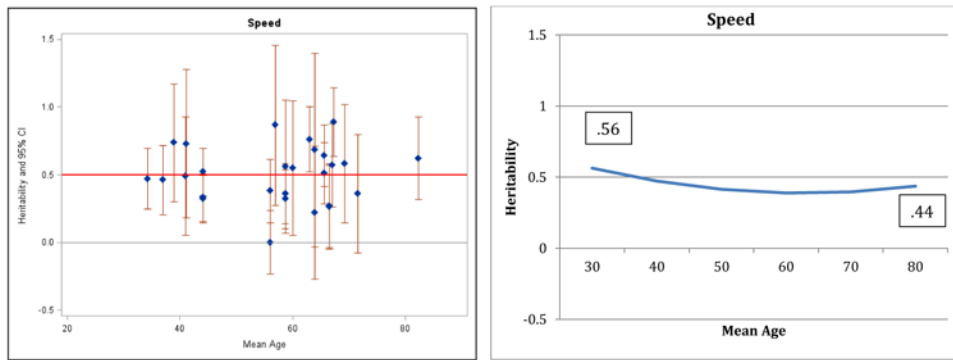 Speed
Heritability and 95% CI
1.5
1.0
0.5
0.0
-0.5
20 40 60 80
Mean Age
Speed
Heritability
1.5
1
0.5
0
-0.5
.56
.44
30 40 50 60 70 80
Mean Age